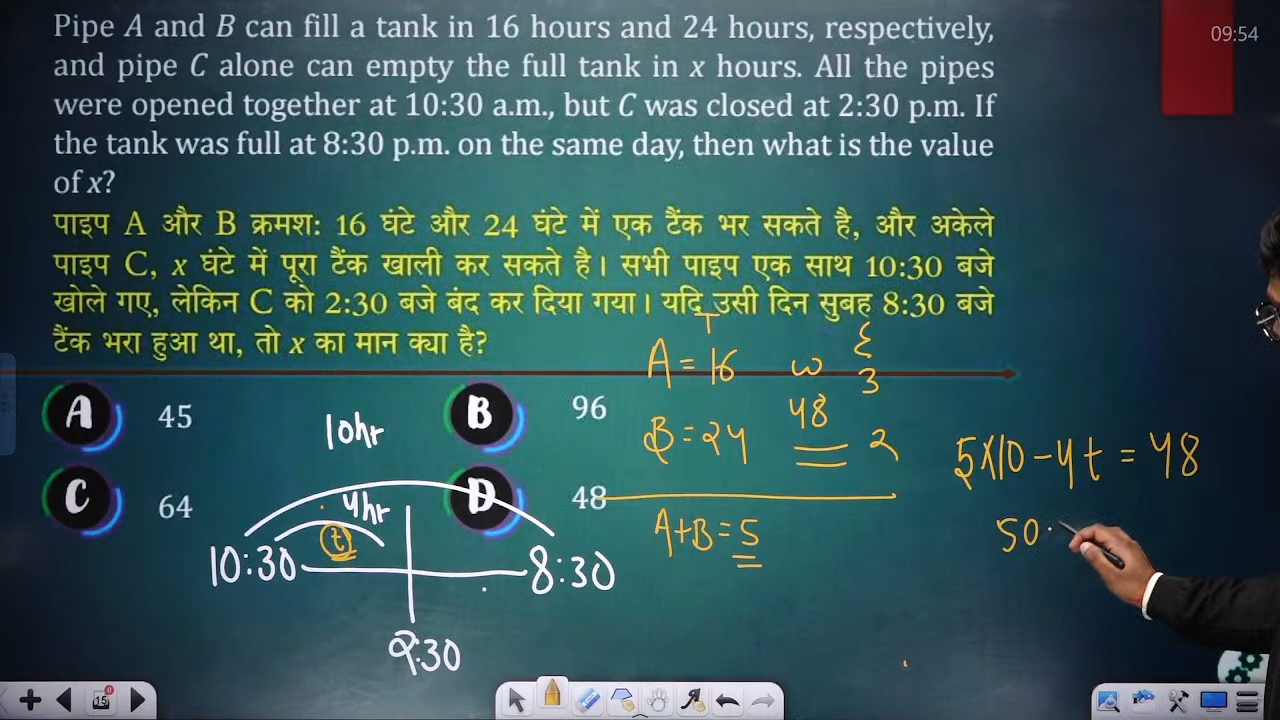 Pipe A and B can fill a tank in 16 hours and 24 hours, respectively,
09:54
and pipe C alone can empty the full tank in x hours. All the pipes
were opened together at 10:30 a.m., but C was closed at 2:30 p.m. If
the tank was full at 8:30 p.m. on the same day, then what is the value
of x?
पाइप A और B क्रमश: 16 घंटे और 24 घंटे में एक टैंक भर सकते है, और अकेले
पाइप C, x घंटे में पूरा टैंक खाली कर सकते है। सभी पाइप एक साथ 10:30 बजे
खोले गए, लेकिन C को 2:30 बजे बंद कर दिया गया। यदि उसी दिन सुबह 8:30 बजे
टैंक भरा हुआ था, तो x का मान क्या है?
A 45
B 96
C 64
D 48
10hr
4hr
t
10:30
8:30
2:30
T
W
E
A = 16
3
48
B = 24
2
A+B = 5
5×10 - 4t = 48
50
15